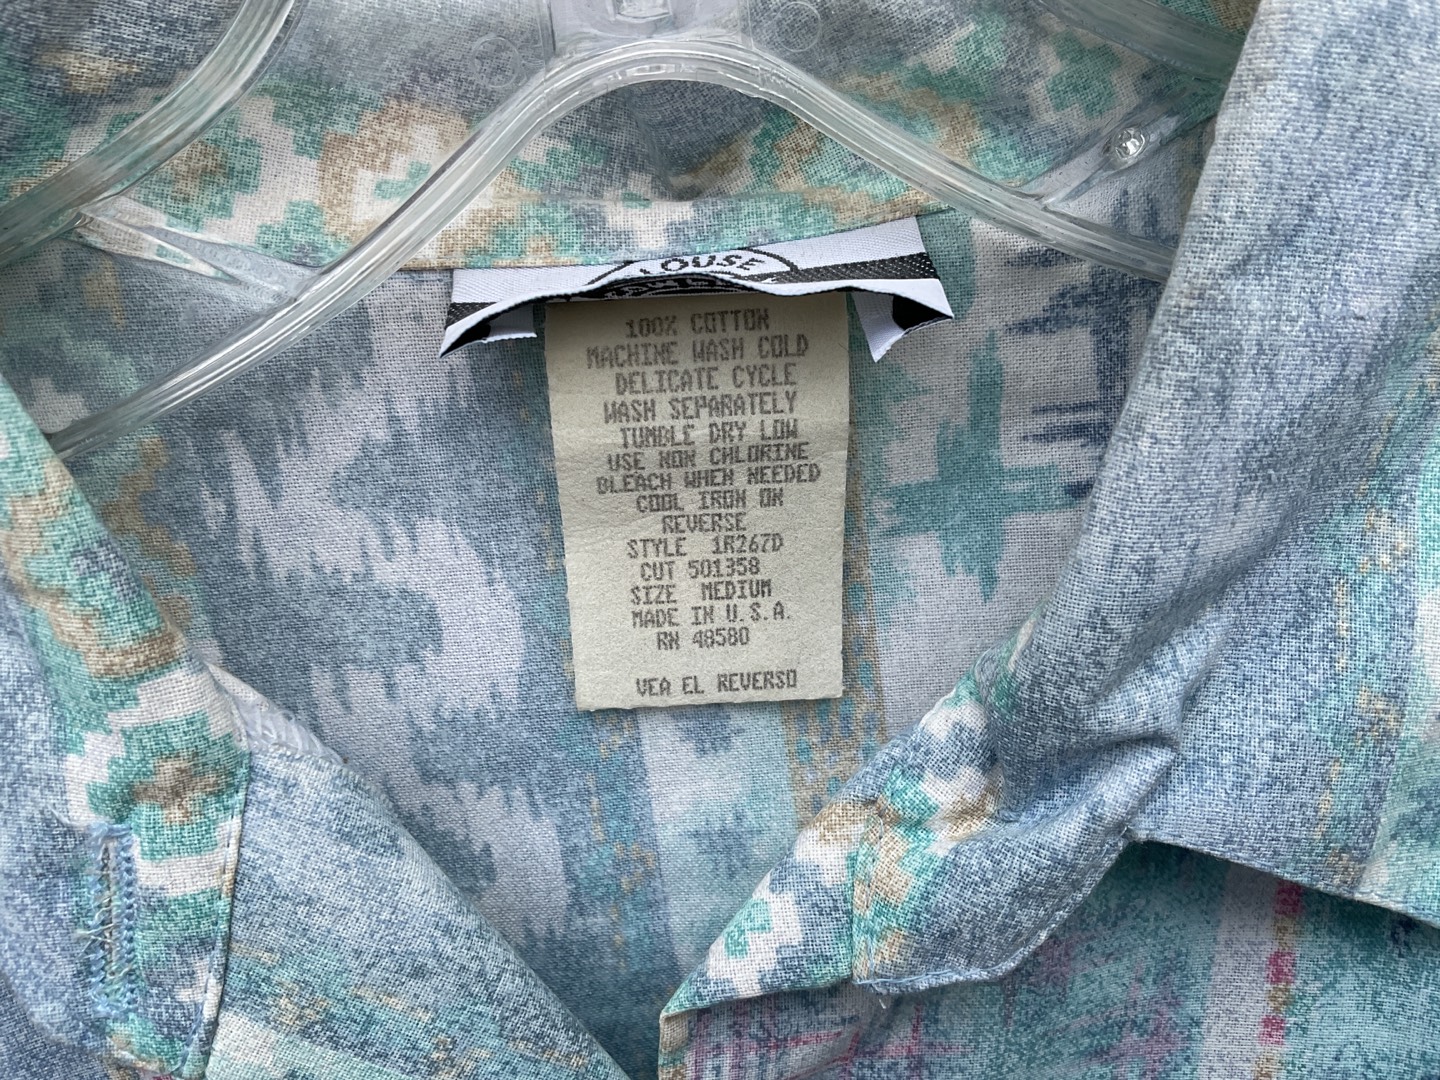 LOUSE
100% COTTON
MACHINE WASH COLD
DELICATE CYCLE
WASH SEPARATELY
TUMBLE DRY LOW
USE NON CHLORINE
BLEACH WHEN NEEDED
COOL IRON ON
REVERSE
STYLE 1R267D
CUT 501358
SIZE MEDIUM
MADE IN U.S.A.
RN 48580
VEA EL REVERSO